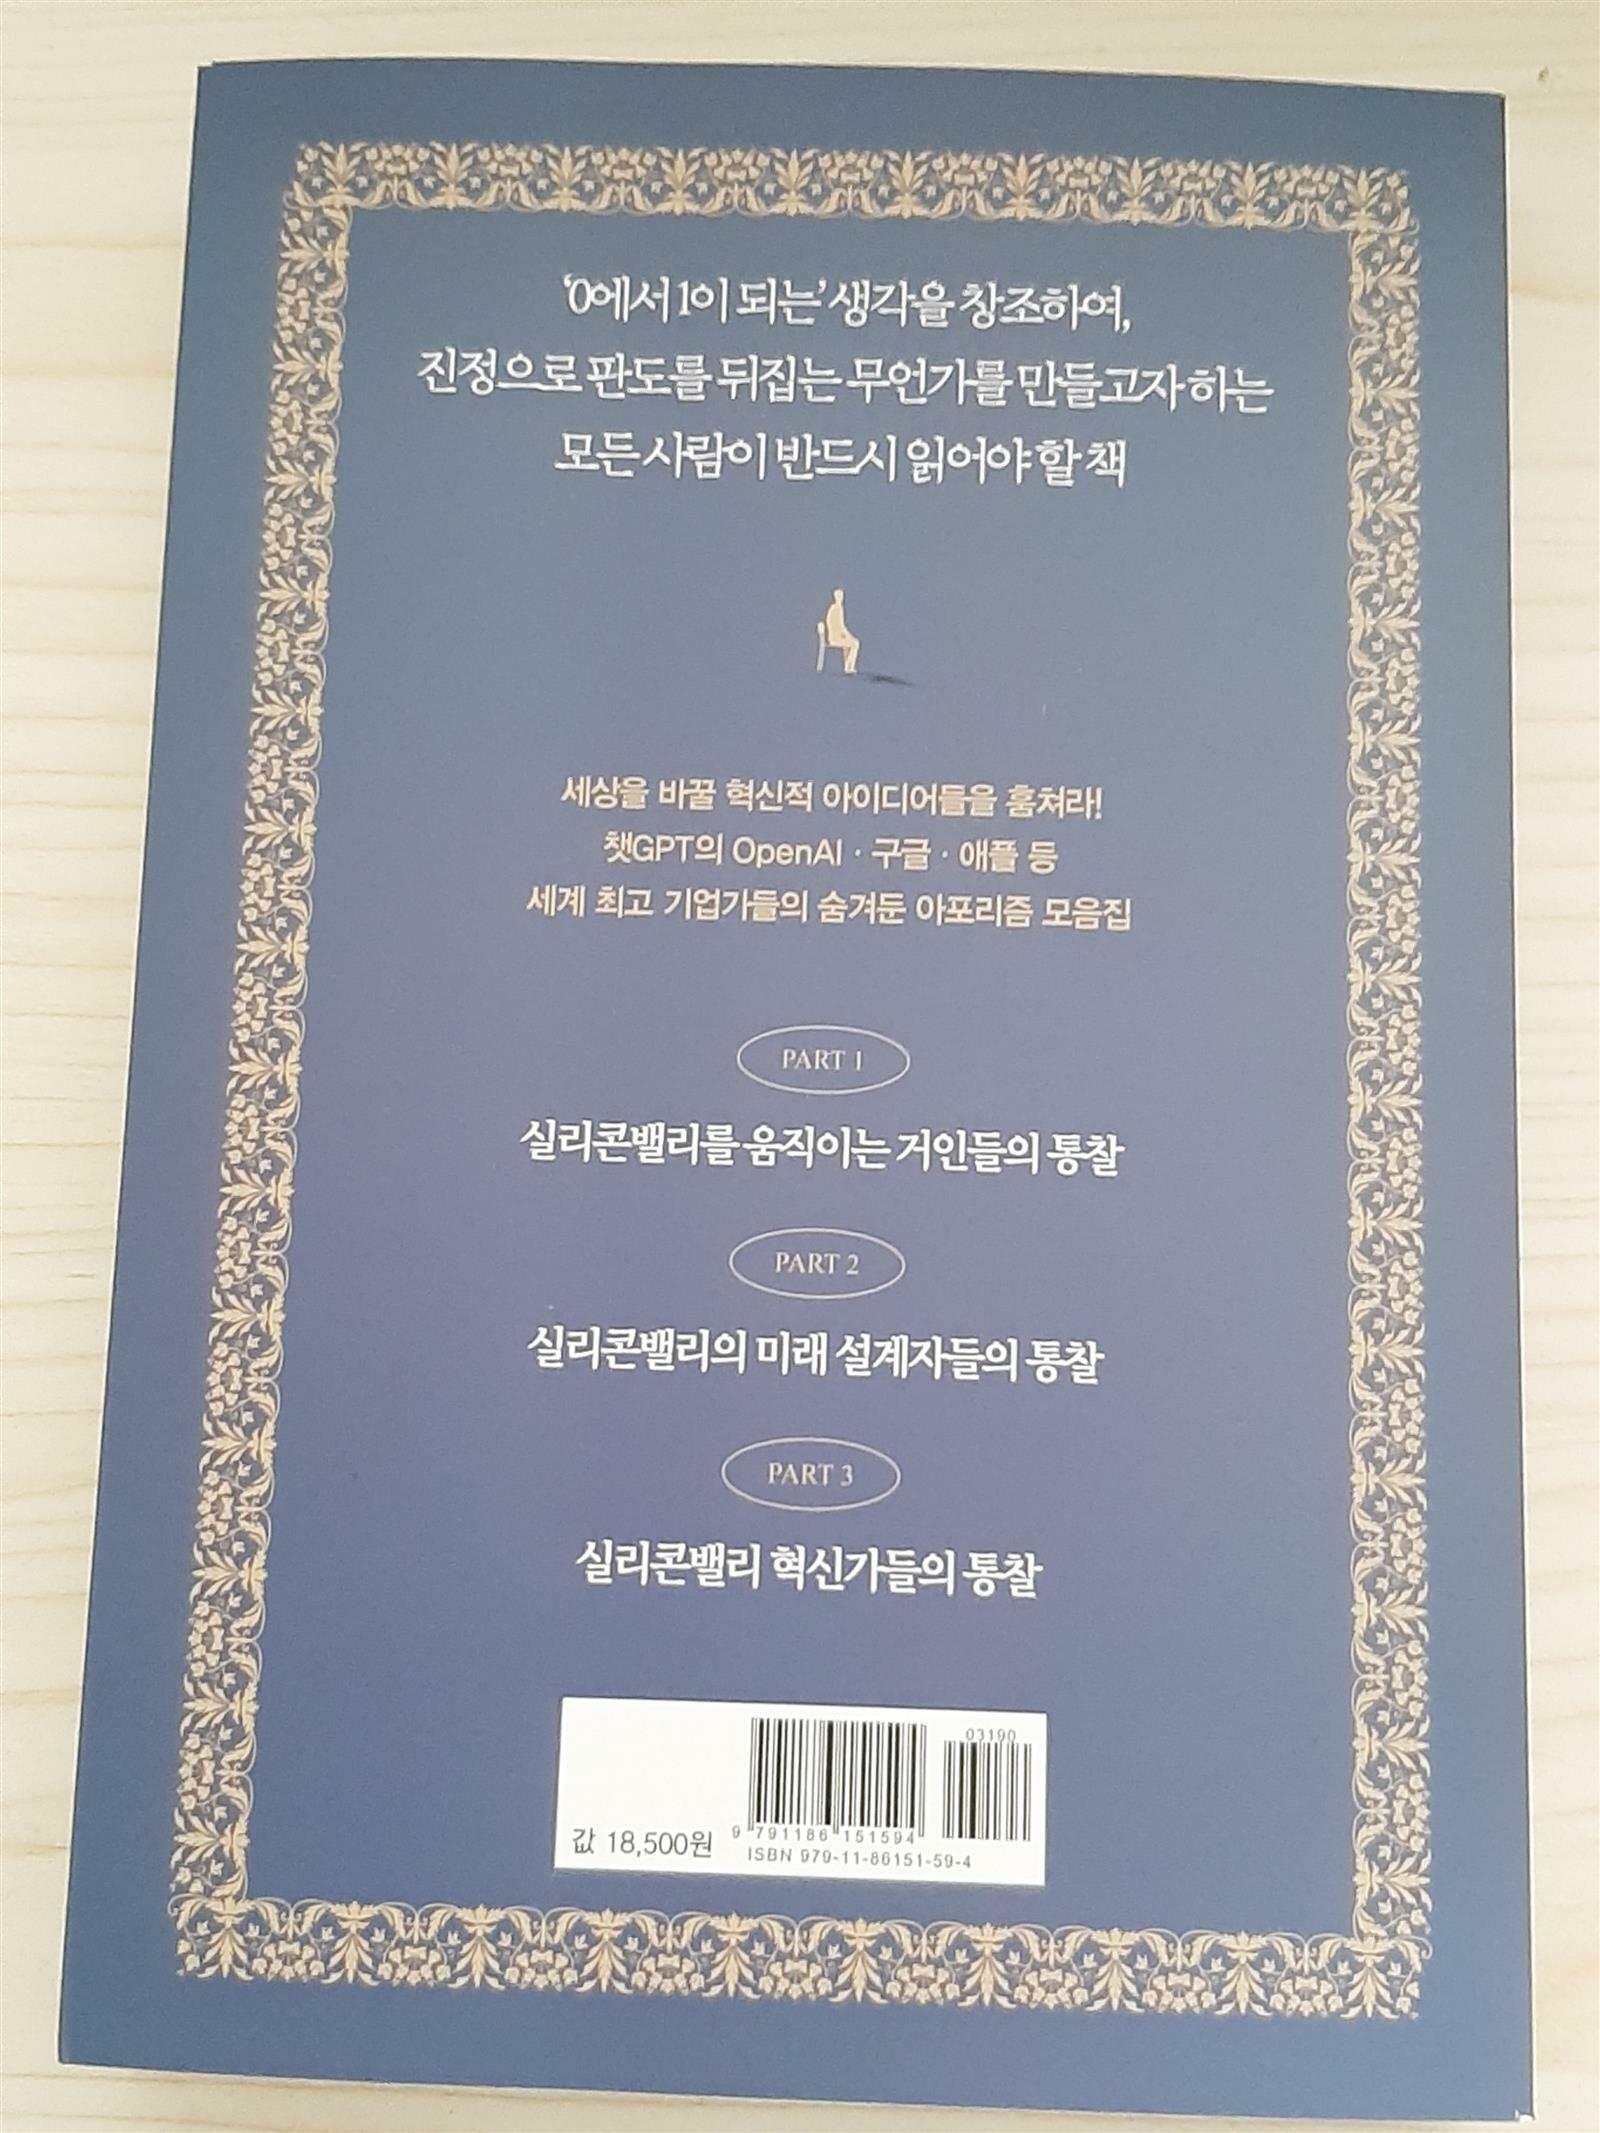 ‘0에서 1이 되는’ 생각을 창조하여,
진정으로 판도를 뒤집는 무언가를 만들고자 하는
모든 사람이 반드시 읽어야 할 책
세상을 바꿀 혁신적 아이디어들을 훔쳐라!
챗GPT의 OpenAI · 구글 · 애플 등
세계 최고 기업가들의 숨겨둔 아포리즘 모음집
PART 1
실리콘밸리를 움직이는 거인들의 통찰
PART 2
실리콘밸리의 미래 설계자들의 통찰
PART 3
실리콘밸리 혁신가들의 통찰
03190
값 18,500원
9 791186 151594
ISBN 979-11-86151-59-4